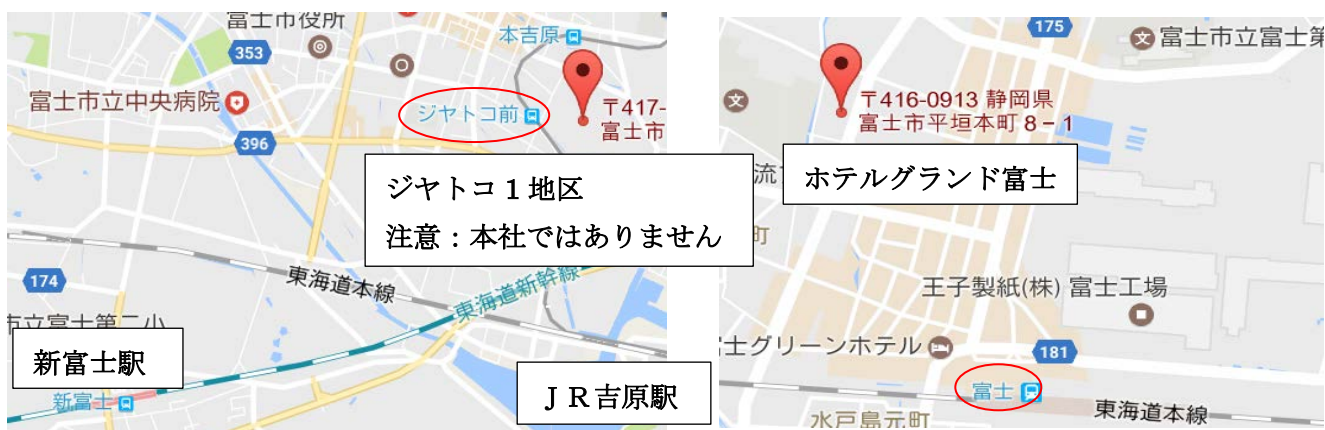 富士市役所
本吉原
353
富士市立中央病院
ジヤトコ前
〒417-
富士市
396
ジヤトコ１地区
注意：本社ではありません
174
東海道本線
東海道新幹線
市立富士第二小
新富士駅
新富士
ＪＲ吉原駅
175
富士市立富士第
〒416-0913 静岡県
富士市平垣本町８−１
流
ホテルグランド富士
町
王子製紙(株) 富士工場
士グリーンホテル
181
富士
東海道本線
水戸島元町